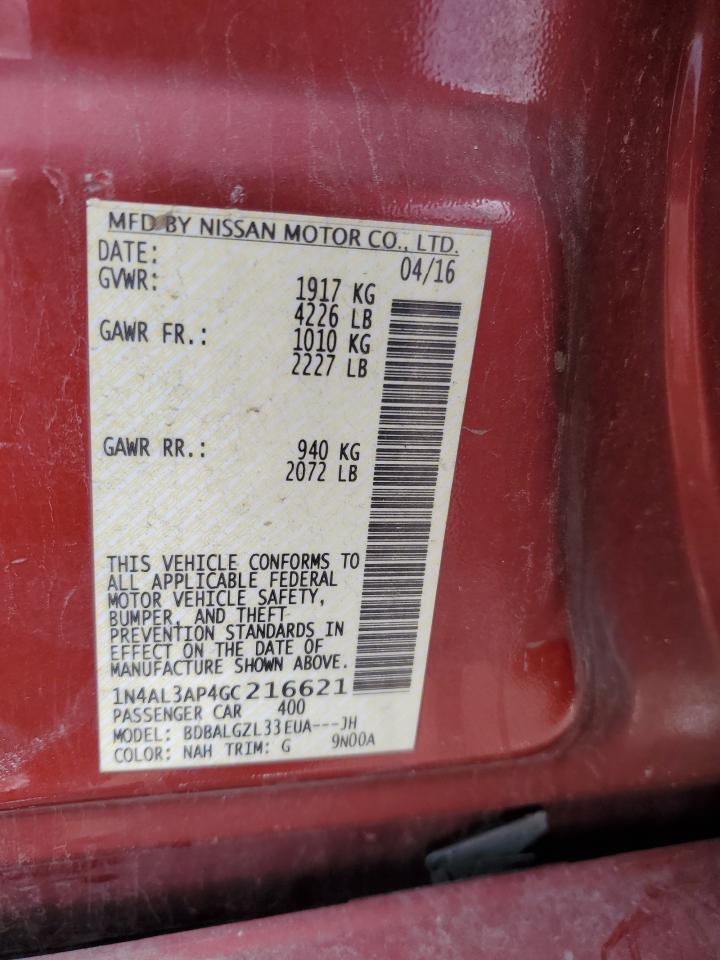 MFD BY NISSAN MOTOR CO., LTD.
DATE: 04/16
GVWR: 1917 KG
4226 LB
GAWR FR.: 1010 KG
2227 LB
GAWR RR.: 940 KG
2072 LB
THIS VEHICLE CONFORMS TO
ALL APPLICABLE FEDERAL
MOTOR VEHICLE SAFETY,
BUMPER, AND THEFT
PREVENTION STANDARDS IN
EFFECT ON THE DATE OF
MANUFACTURE SHOWN ABOVE.
1N4AL3AP4GC216621
PASSENGER CAR 400
MODEL: BDBALGZL33EUA---JH
COLOR: NAH TRIM: G 9N00A